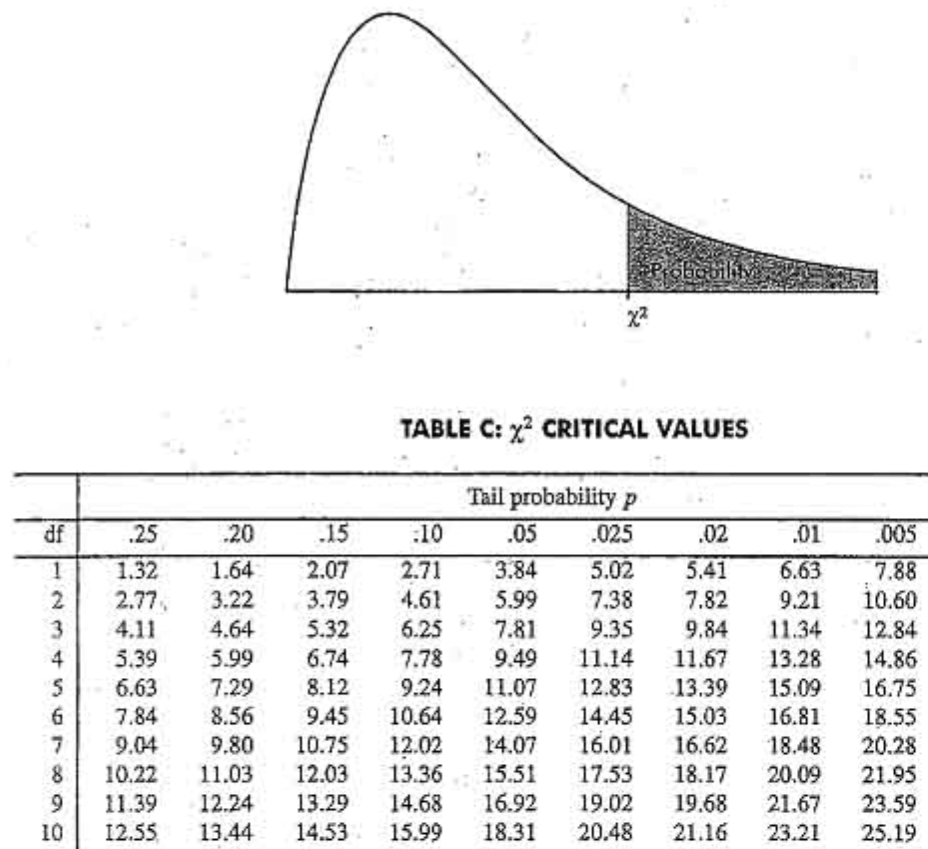 Probability
χ²
TABLE C: χ² CRITICAL VALUES
Tail probability p
df .25 .20 .15 :10 .05 .025 .02 .01 .005
1 1.32 1.64 2.07 2.71 3.84 5.02 5.41 6.63 7.88
2 2.77 3.22 3.79 4.61 5.99 7.38 7.82 9.21 10.60
3 4.11 4.64 5.32 6.25 7.81 9.35 9.84 11.34 12.84
4 5.39 5.99 6.74 7.78 9.49 11.14 11.67 13.28 14.86
5 6.63 7.29 8.12 9.24 11.07 12.83 13.39 15.09 16.75
6 7.84 8.56 9.45 10.64 12.59 14.45 15.03 16.81 18.55
7 9.04 9.80 10.75 12.02 14.07 16.01 16.62 18.48 20.28
8 10.22 11.03 12.03 13.36 15.51 17.53 18.17 20.09 21.95
9 11.39 12.24 13.29 14.68 16.92 19.02 19.68 21.67 23.59
10 12.55 13.44 14.53 15.99 18.31 20.48 21.16 23.21 25.19